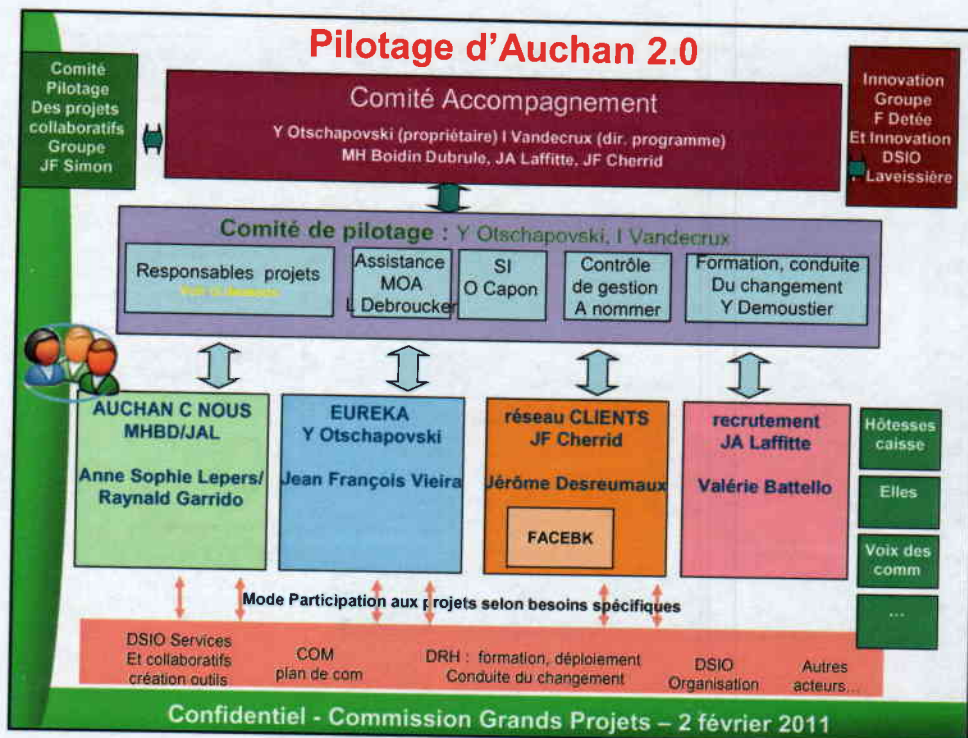 Pilotage d'Auchan 2.0
Comité
Pilotage
Des projets
collaboratifs
Groupe
JF Simon
Comité Accompagnement
Y Otschapovski (propriétaire) I Vandecrux (dir. programme)
MH Boidin Dubrule, JA Laffitte, JF Cherrid
Innovation
Groupe
F Detée
Et Innovation
DSIO
Laveissière
Comité de pilotage : Y Otschapovski, I Vandecrux
Responsables projets
Assistance
MOA
L Debroucker
SI
O Capon
Contrôle
de gestion
A nommer
Formation, conduite
Du changement
Y Demoustier
AUCHAN C NOUS
MHBD/JAL
Anne Sophie Lepers/
Raynald Garrido
EUREKA
Y Otschapovski
Jean François Vieira
réseau CLIENTS
JF Cherrid
Jérôme Desreumaux
FACEBK
recrutement
JA Laffitte
Valérie Battello
Hôtesses
caisse
Elles
Voix des
comm
...
Mode Participation aux projets selon besoins spécifiques
DSIO Services
Et collaboratifs
création outils
COM
plan de com
DRH : formation, déploiement
Conduite du changement
DSIO
Organisation
Autres
acteurs...
Confidentiel - Commission Grands Projets – 2 février 2011